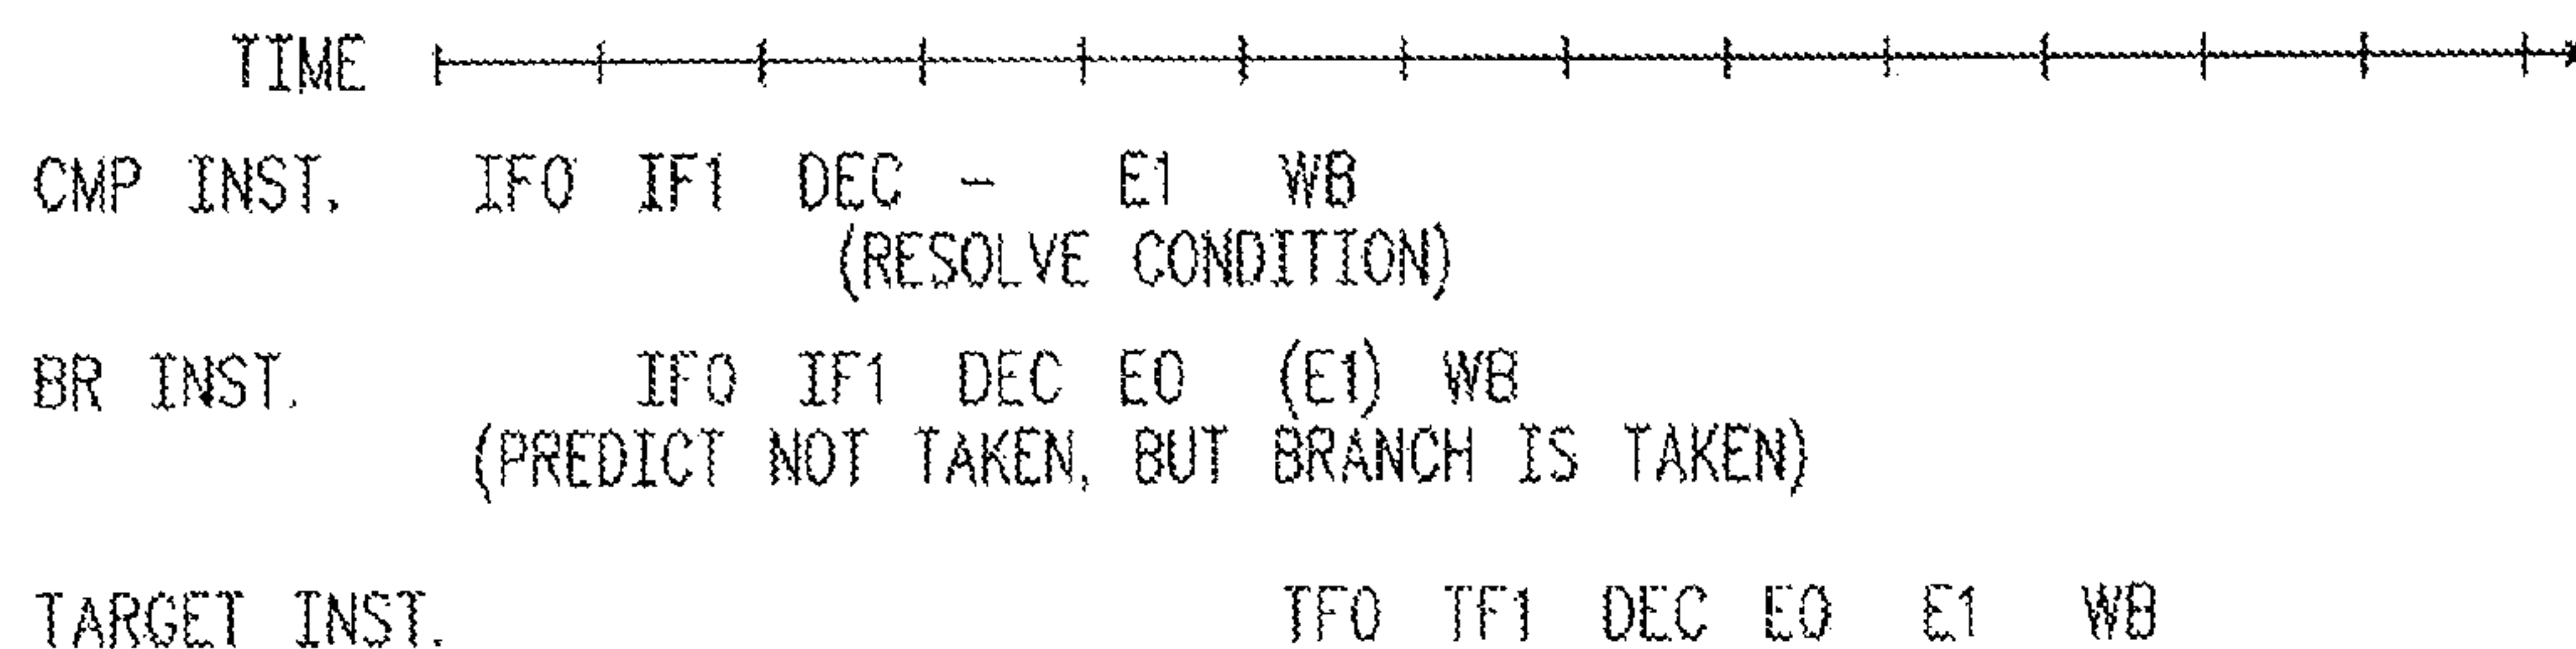 TIME
CMP INST. IF0 IF1 DEC - E1 WB
(RESOLVE CONDITION)
BR INST. IF0 IF1 DEC E0 (E1) WB
(PREDICT NOT TAKEN, BUT BRANCH IS TAKEN)
TARGET INST. TF0 TF1 DEC E0 E1 WB